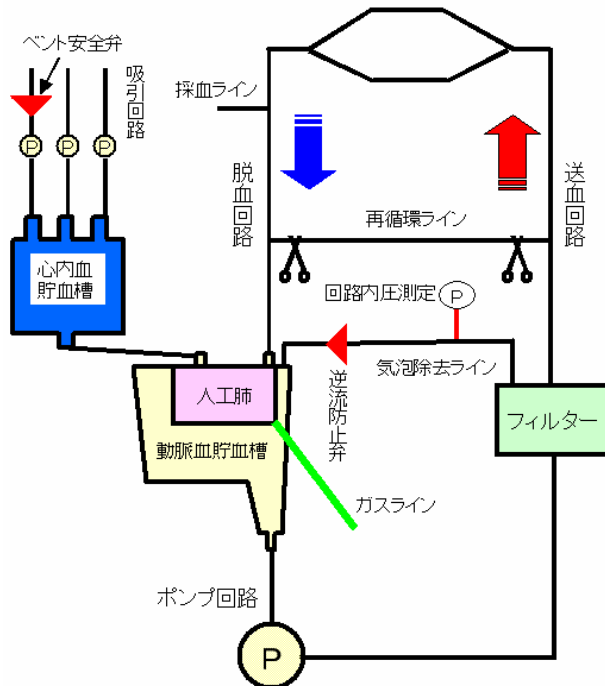 ベント安全弁
吸引回路
採血ライン
脱血回路
送血回路
P
P
P
再循環ライン
心内血
貯血槽
回路内圧測定
P
気泡除去ライン
逆流防止弁
人工肺
動脈血貯血槽
フィルター
ガスライン
ポンプ回路
P